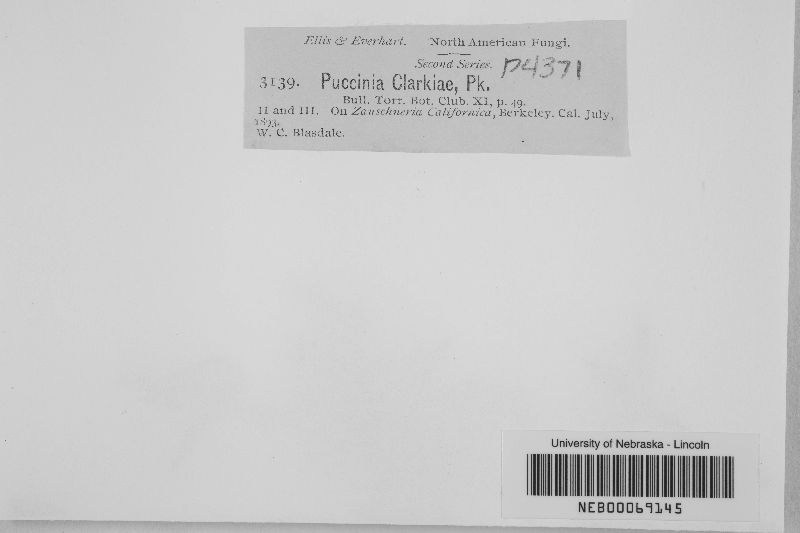 Ellis & Everhart. North American Fungi.
Second Series. P4371
3139. Puccinia Clarkiae, Pk.
Bull. Torr. Bot. Club. XI, p. 49.
II and III. On Zauschneria Californica, Berkeley. Cal. July,
1893.
W. C. Blasdale.
University of Nebraska - Lincoln
NEB00069145